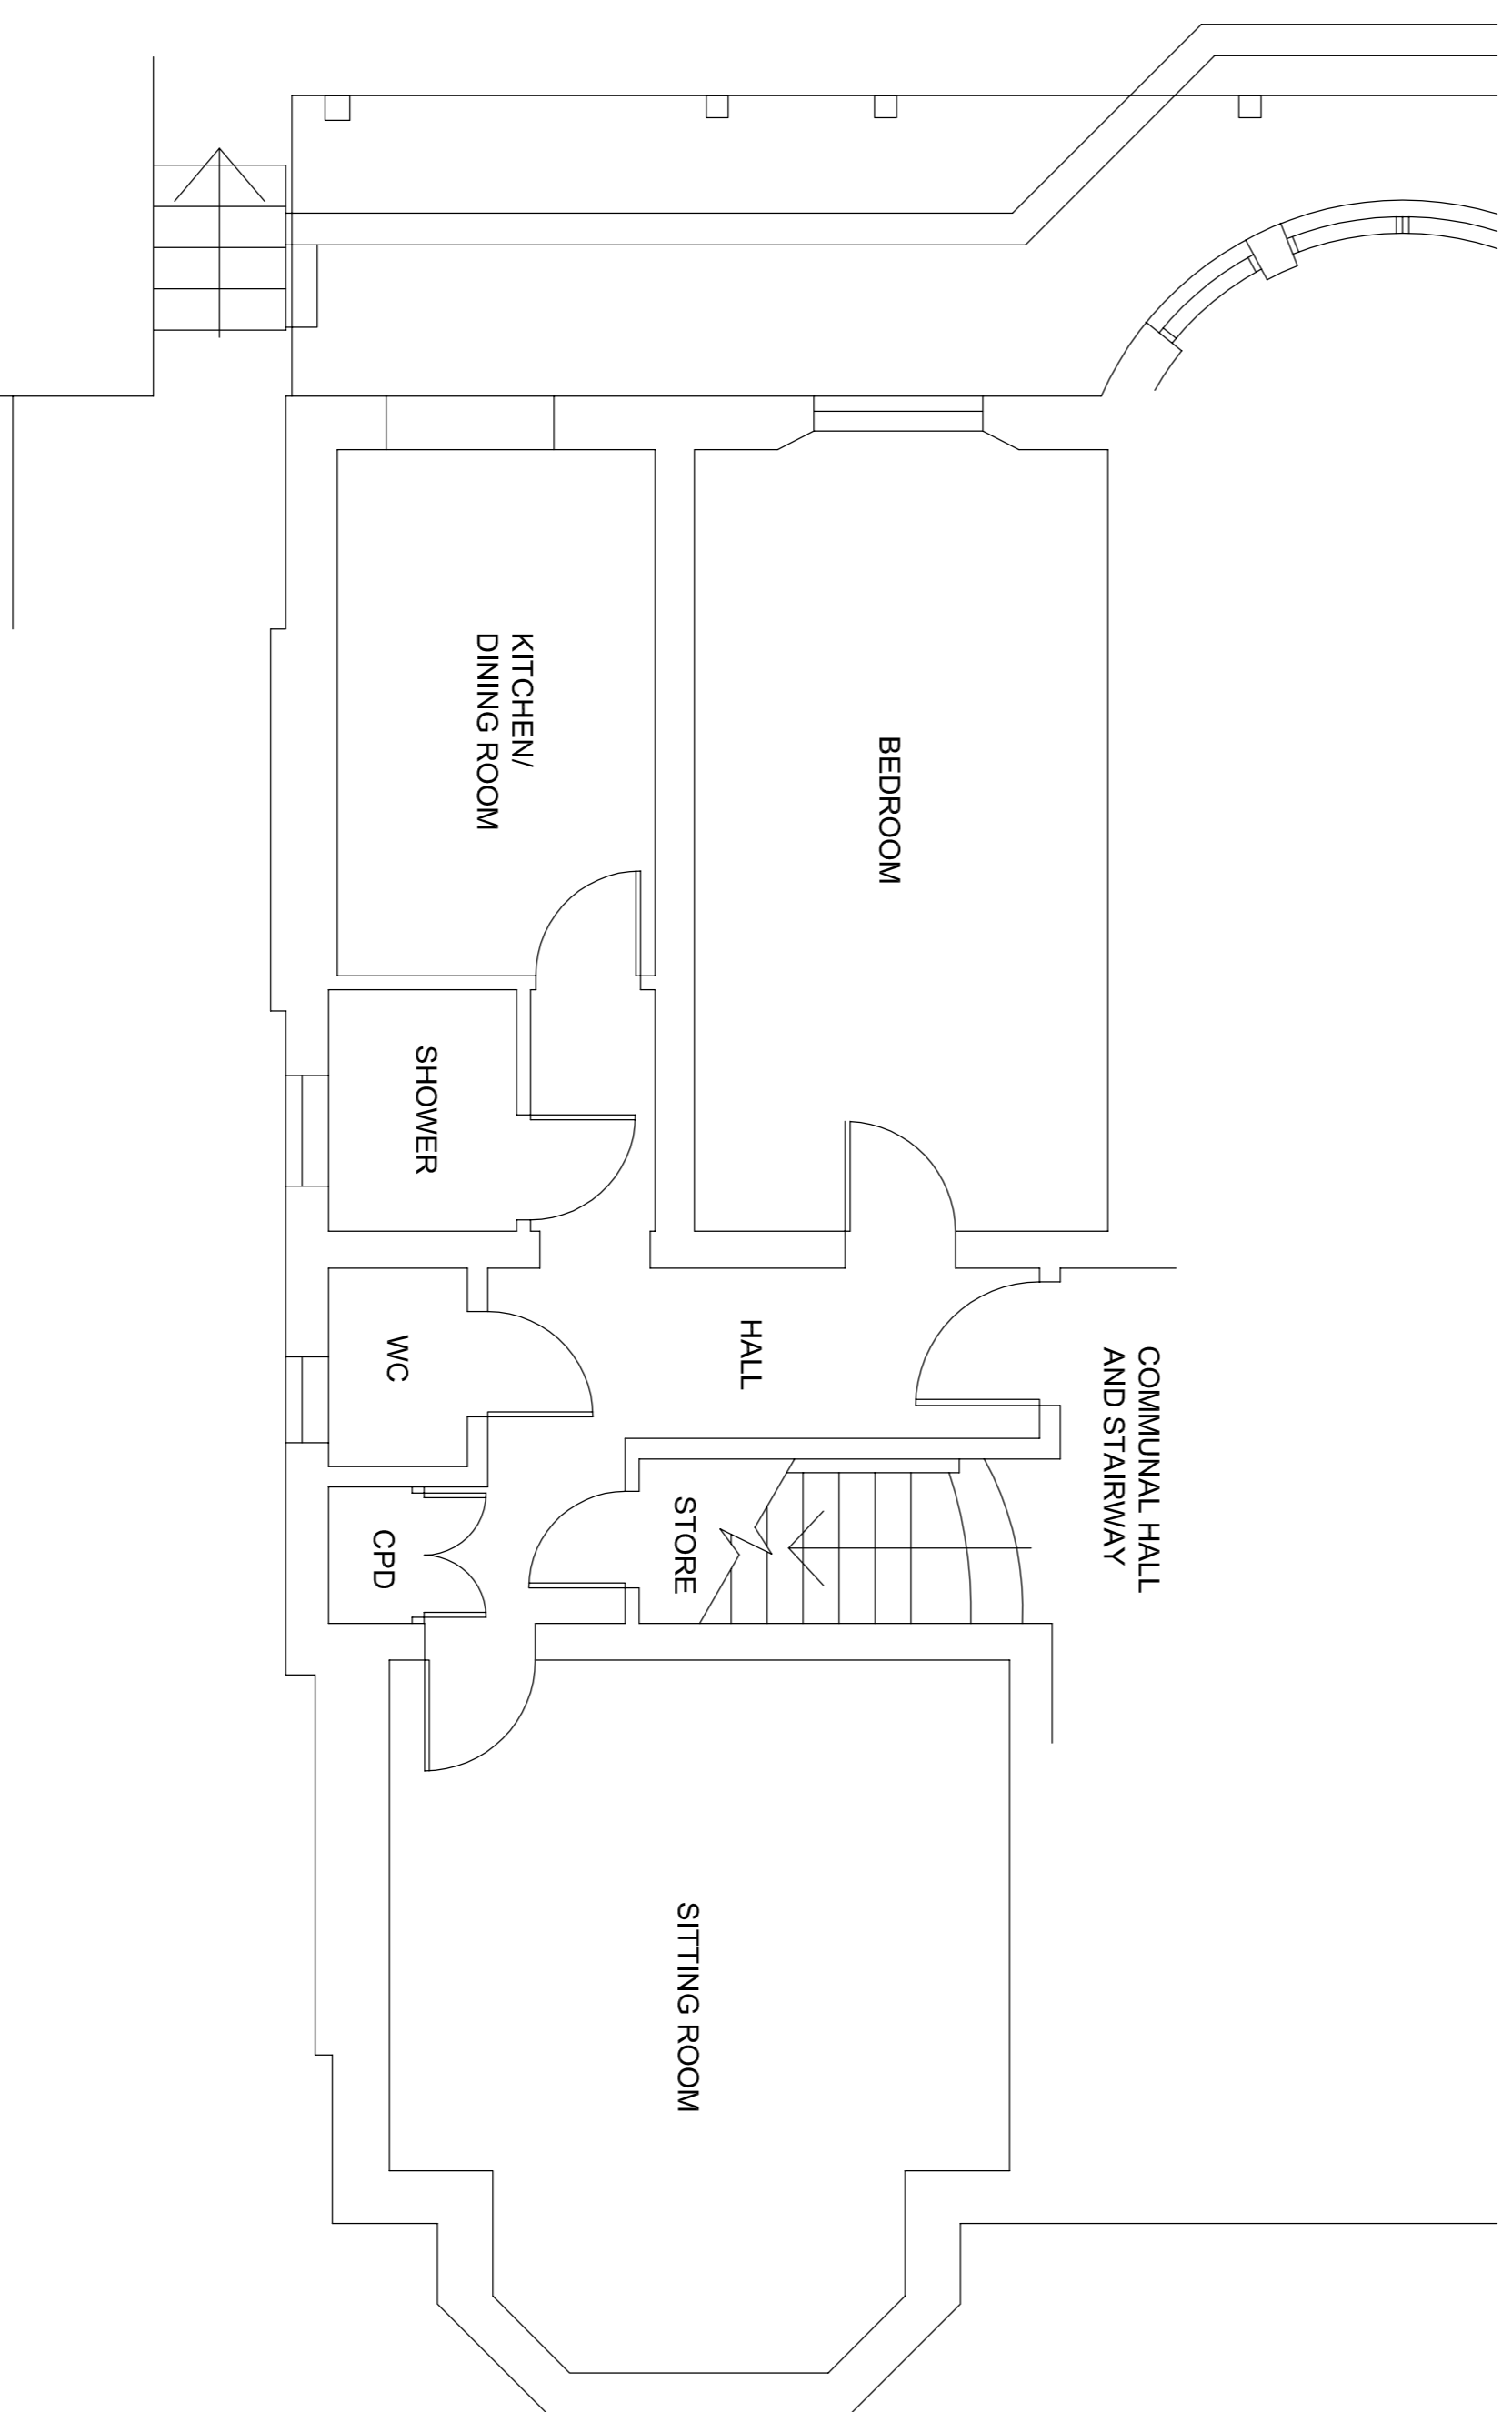 COMMUNAL HALL
AND STAIRWAY
BEDROOM
HALL
STORE
SITTING ROOM
KITCHEN/
DINING ROOM
SHOWER
WC
CPD